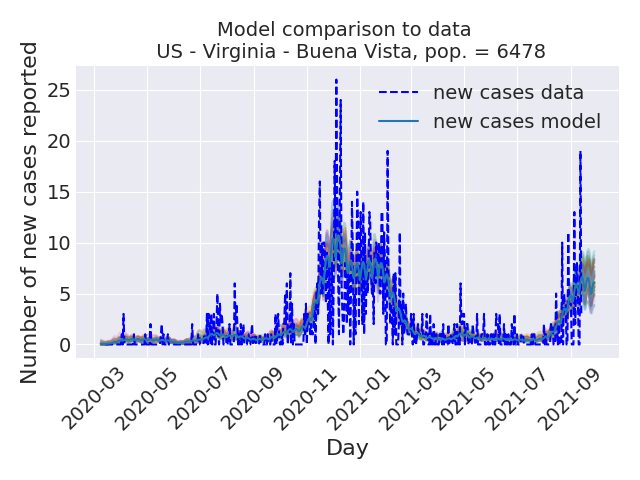 Model comparison to data
US - Virginia - Buena Vista, pop. = 6478
Number of new cases reported
25
20
15
10
5
0
new cases data
new cases model
2020-03
2020-05
2020-07
2020-09
2020-11
2021-01
2021-03
2021-05
2021-07
2021-09
Day